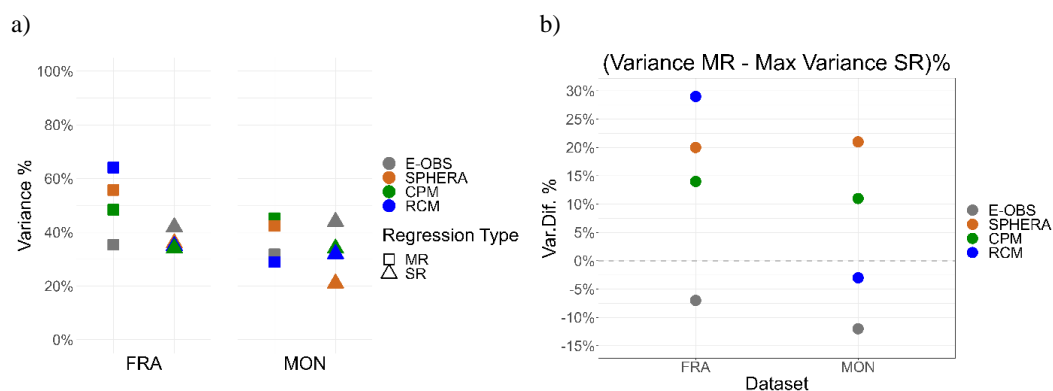 a)
100%
80%
60%
40%
20%
0%
Variance %
FRA
MON
E-OBS
SPHERA
CPM
RCM
Regression Type
MR
SR
b)
(Variance MR - Max Variance SR)%
30%
25%
20%
15%
10%
5%
0%
-5%
-10%
-15%
Var.Dif. %
FRA
MON
Dataset
E-OBS
SPHERA
CPM
RCM